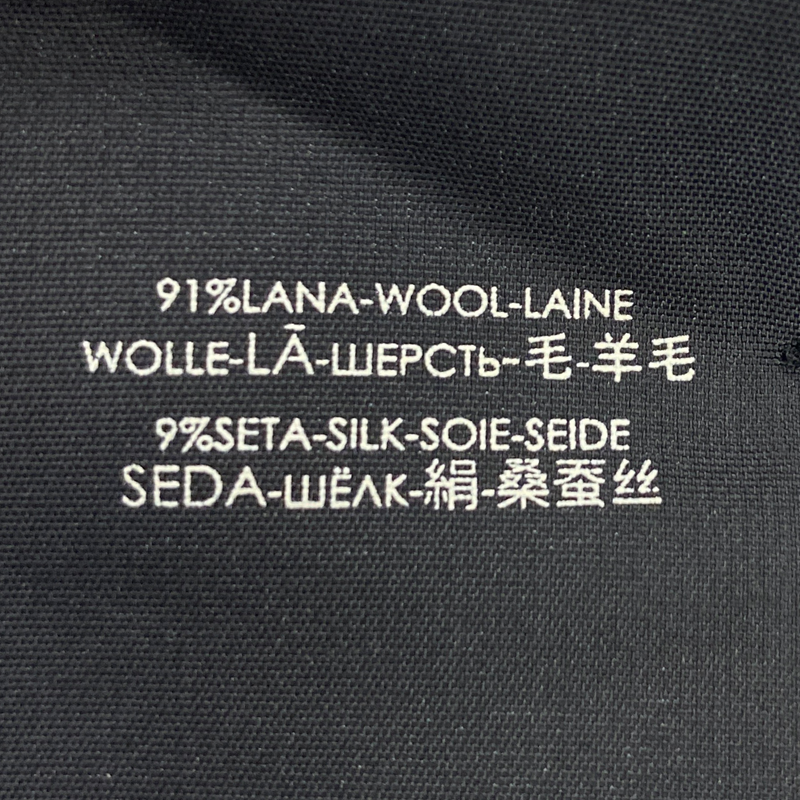 91%LANA-WOOL-LAINE
WOLLE-LĀ-ШЕРСТЬ-毛-羊毛
9%SETA-SILK-SOIE-SEIDE
SEDA-ШЁЛК-絹-桑蚕丝